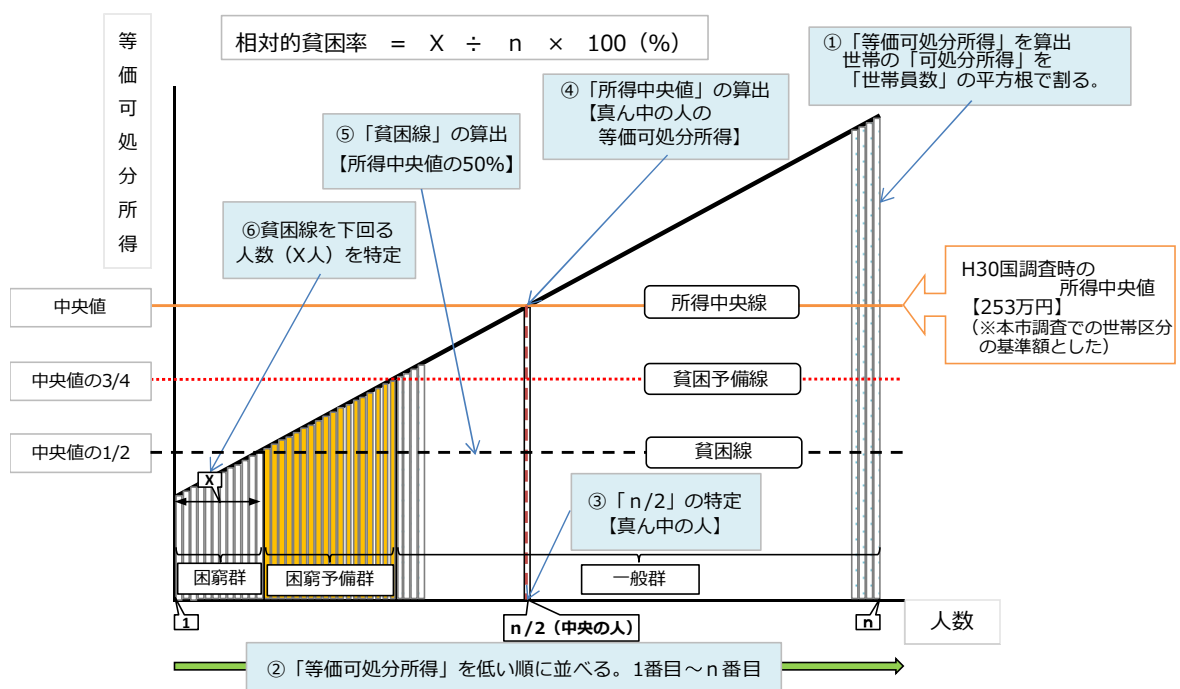 等価可処分所得
相対的貧困率 = X ÷ n × 100(%)
①「等価可処分所得」を算出
世帯の「可処分所得」を
「世帯員数」の平方根で割る。
④「所得中央値」の算出
【真ん中の人の
等価可処分所得】
⑤「貧困線」の算出
【所得中央値の50%】
⑥貧困線を下回る
人数(X人)を特定
H30国調査時の
所得中央値
【253万円】
(※本市調査での世帯区分
の基準額とした)
中央値
所得中央線
中央値の3/4
貧困予備線
中央値の1/2
貧困線
X
③「n/2」の特定
【真ん中の人】
困窮群
困窮予備群
一般群
1
n/2(中央の人)
n
人数
②「等価可処分所得」を低い順に並べる。1番目~n番目